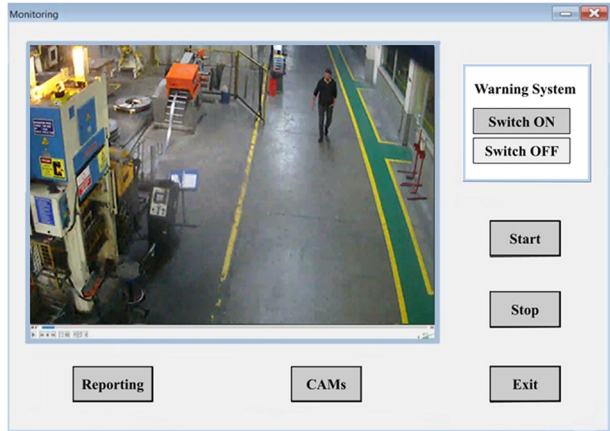 Monitoring
Warning System
Switch ON
Switch OFF
Start
Stop
Reporting
CAMs
Exit